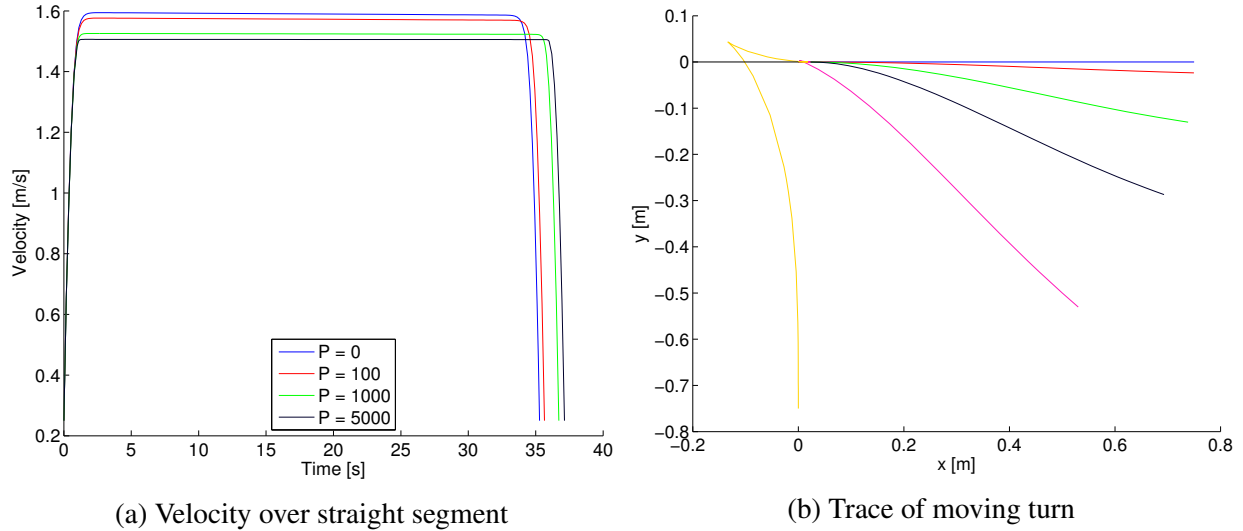 1.6
1.4
1.2
1
0.8
0.6
0.4
0.2
Velocity [m/s]
0 5 10 15 20 25 30 35 40
Time [s]
P = 0
P = 100
P = 1000
P = 5000
(a) Velocity over straight segment
0.1
0
−0.1
−0.2
−0.3
−0.4
−0.5
−0.6
−0.7
−0.8
y [m]
−0.2 0 0.2 0.4 0.6 0.8
x [m]
(b) Trace of moving turn